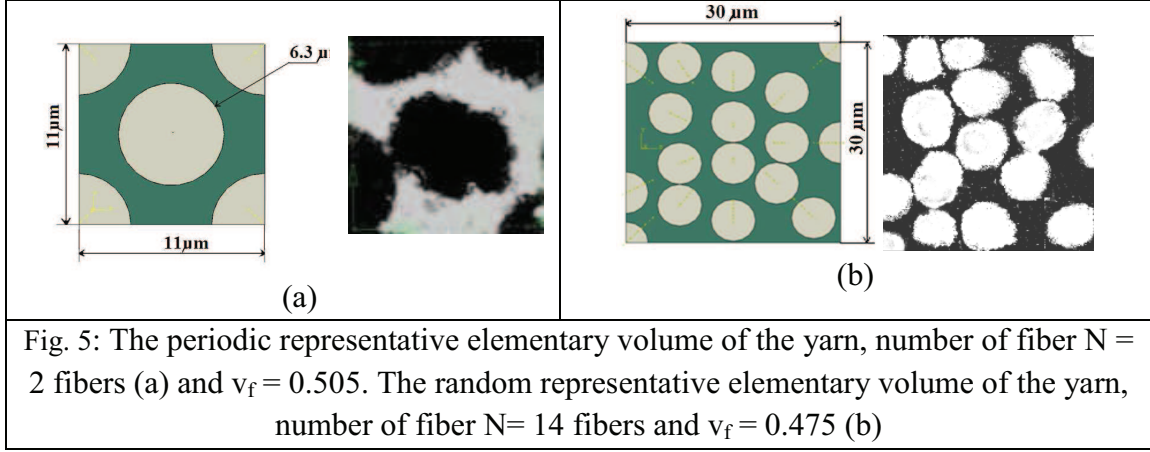 6.3 µ
11µm
11µm
(a)
30 µm
30 µm
(b)
Fig. 5: The periodic representative elementary volume of the yarn, number of fiber N =
2 fibers (a) and vf = 0.505. The random representative elementary volume of the yarn,
number of fiber N= 14 fibers and vf = 0.475 (b)